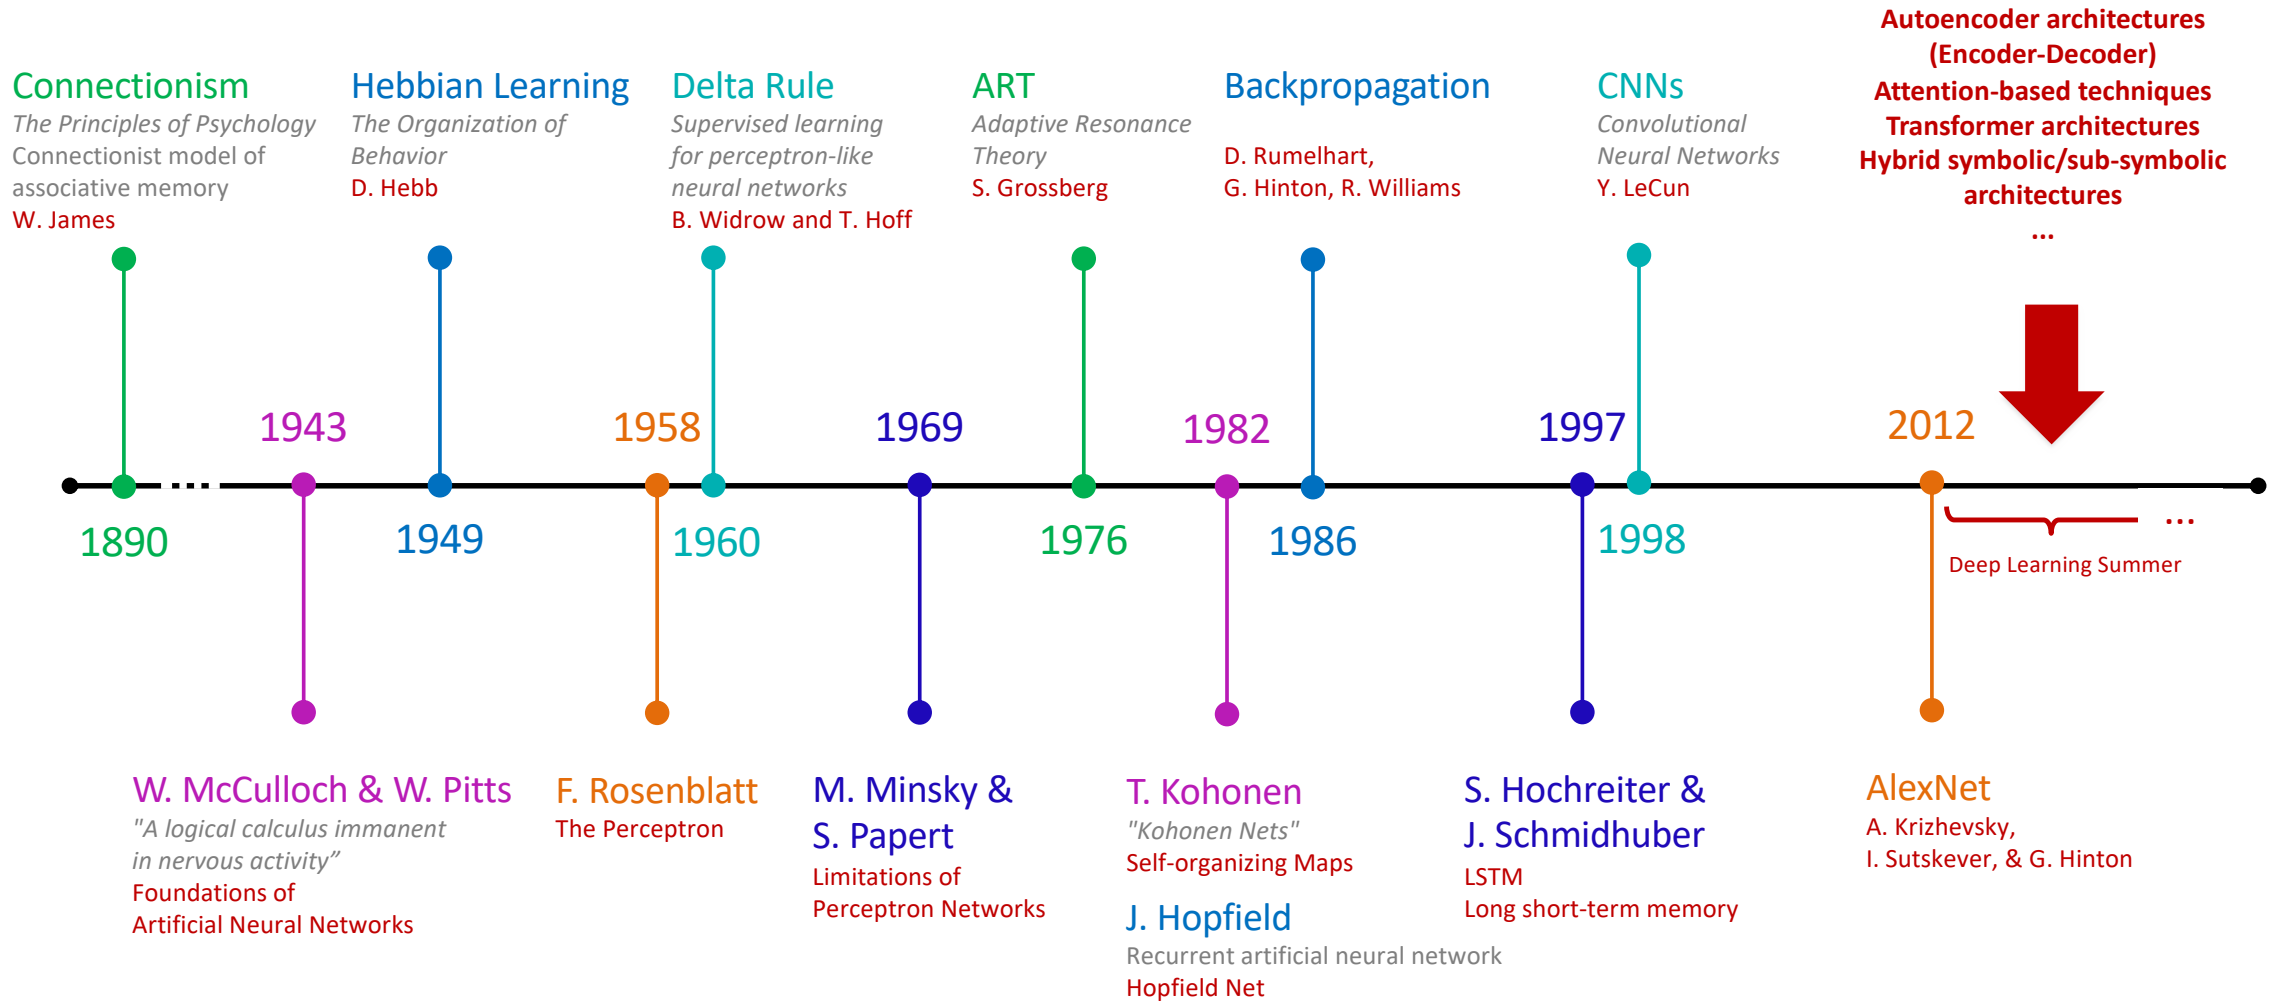 Connectionism
The Principles of Psychology
Connectionist model of
associative memory
W. James
Hebbian Learning
The Organization of
Behavior
D. Hebb
Delta Rule
Supervised learning
for perceptron-like
neural networks
B. Widrow and T. Hoff
ART
Adaptive Resonance
Theory
S. Grossberg
Backpropagation
D. Rumelhart,
G. Hinton, R. Williams
CNNs
Convolutional
Neural Networks
Y. LeCun
Autoencoder architectures
(Encoder-Decoder)
Attention-based techniques
Transformer architectures
Hybrid symbolic/sub-symbolic
architectures
...
1943
1958
1969
1982
1997
2012
1890
1949
1960
1976
1986
1998
...
Deep Learning Summer
W. McCulloch & W. Pitts
"A logical calculus immanent
in nervous activity”
Foundations of
Artificial Neural Networks
F. Rosenblatt
The Perceptron
M. Minsky &
S. Papert
Limitations of
Perceptron Networks
T. Kohonen
"Kohonen Nets"
Self-organizing Maps
J. Hopfield
Recurrent artificial neural network
Hopfield Net
S. Hochreiter &
J. Schmidhuber
LSTM
Long short-term memory
AlexNet
A. Krizhevsky,
I. Sutskever, & G. Hinton